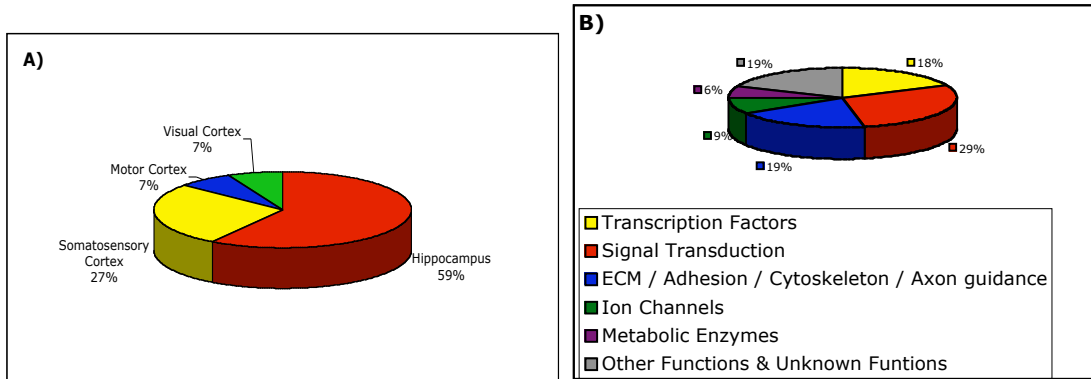 A)
Visual Cortex
7%
Motor Cortex
7%
Somatosensory
Cortex
27%
Hippocampus
59%
B)
19%
18%
6%
9%
19%
29%
Transcription Factors
Signal Transduction
ECM / Adhesion / Cytoskeleton / Axon guidance
Ion Channels
Metabolic Enzymes
Other Functions & Unknown Funtions